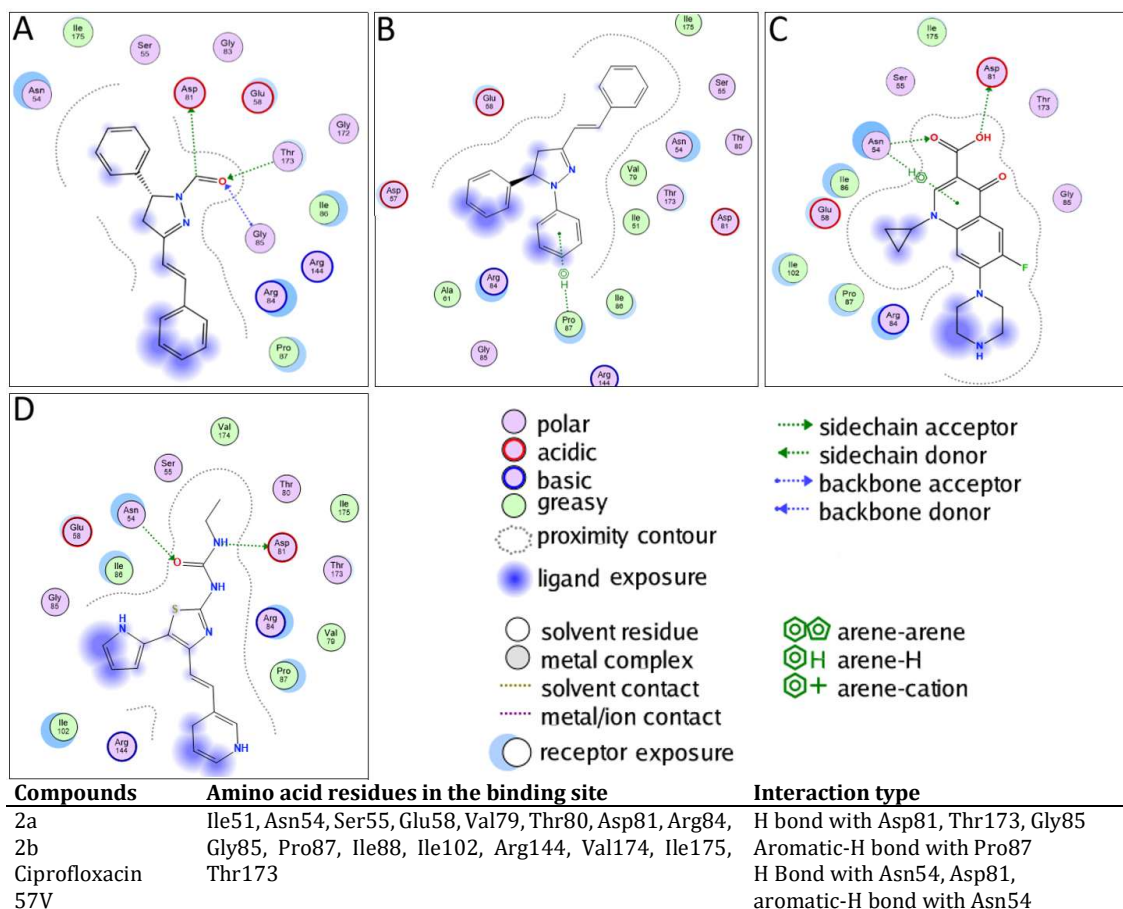 A
Ile
175
Ser
55
Gly
83
Asn
54
Asp
81
Glu
58
Gly
172
Thr
173
O
N
N
Ile
86
Gly
85
Arg
144
Arg
84
Pro
87
B
Ile
175
Glu
58
Ser
55
Asn
54
Thr
80
Val
79
Asp
57
Thr
173
N
N
Ile
51
Asp
81
H
Arg
84
Ala
61
Ile
86
Pro
87
Gly
85
Arg
144
C
Ile
175
Asp
81
Ser
55
Thr
173
Asn
54
O
OH
H
Ile
86
O
Gly
85
Glu
58
N
Ile
102
F
Pro
87
Arg
84
N
N
H
D
Val
174
Ser
55
Thr
80
Asn
54
Ile
175
Glu
58
NH
Asp
81
O
Ile
86
Thr
173
NH
Gly
85
S
H
N
N
Arg
84
Val
79
Pro
87
Ile
102
Arg
144
NH
polar
acidic
basic
greasy
proximity contour
ligand exposure
sidechain acceptor
sidechain donor
backbone acceptor
backbone donor
solvent residue
metal complex
solvent contact
metal/ion contact
receptor exposure
arene-arene
H arene-H
+ arene-cation
Compounds Amino acid residues in the binding site Interaction type
2a Ile51, Asn54, Ser55, Glu58, Val79, Thr80, Asp81, Arg84, H bond with Asp81, Thr173, Gly85
2b Gly85, Pro87, Ile88, Ile102, Arg144, Val174, Ile175, Aromatic-H bond with Pro87
Ciprofloxacin Thr173 H Bond with Asn54, Asp81,
57V aromatic-H bond with Asn54